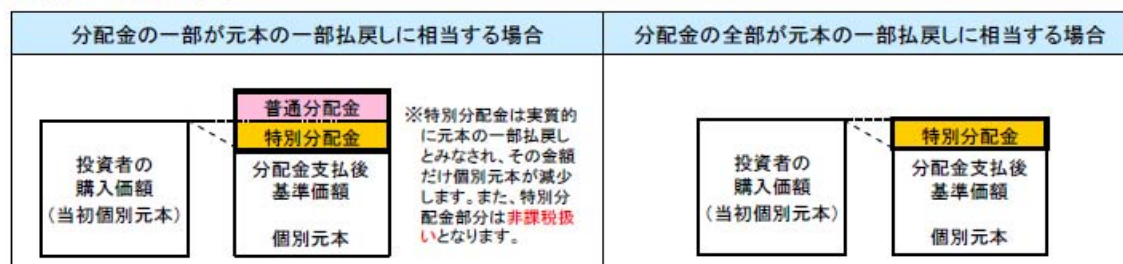 分配金の一部が元本の一部払戻しに相当する場合
普通分配金
特別分配金
投資者の
購入価額
(当初個別元本)
分配金支払後
基準価額
個別元本
※特別分配金は実質的
に元本の一部払戻し
とみなされ、その金額
だけ個別元本が減少
します。また、特別分
配金部分は非課税扱
いとなります。
分配金の全部が元本の一部払戻しに相当する場合
投資者の
購入価額
(当初個別元本)
特別分配金
分配金支払後
基準価額
個別元本